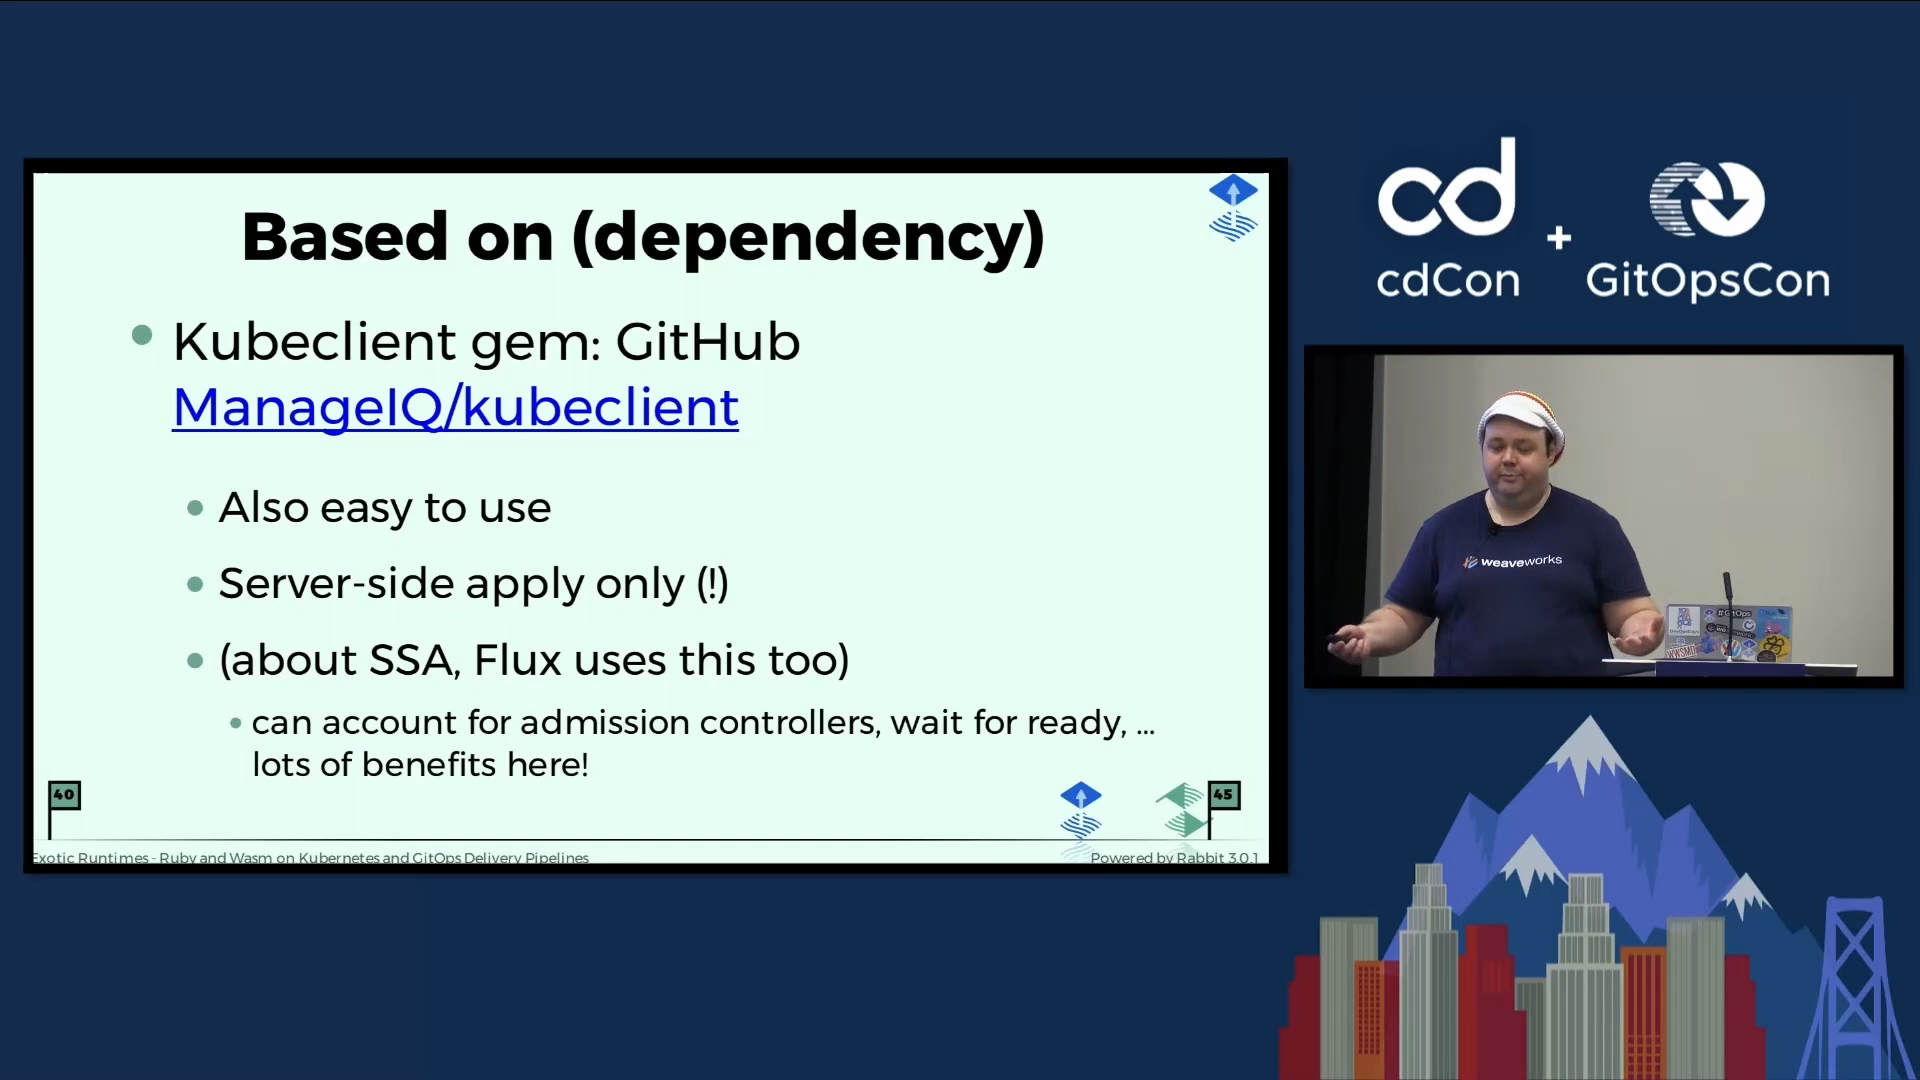 Based on (dependency)
Kubeclient gem: GitHub
ManageIQ/kubeclient
Also easy to use
Server-side apply only (!)
(about SSA, Flux uses this too)
can account for admission controllers, wait for ready, ...
lots of benefits here!
40
45
Exotic Runtimes - Ruby and Wasm on Kubernetes and GitOps Delivery Pipelines
Powered by Rabbit 3.0.1
cd
cdCon
+
GitOpsCon
weaveworks
#GitOps